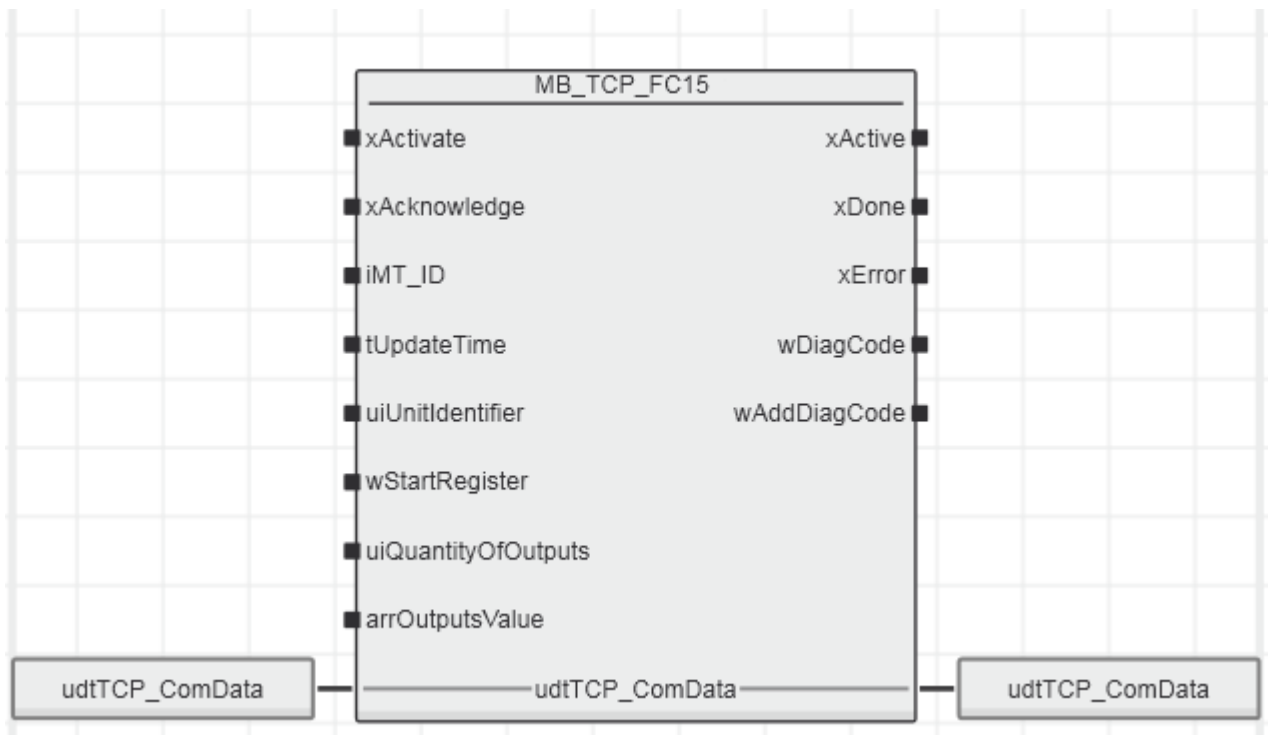 MB_TCP_FC15
xActivate xActive
xAcknowledge xDone
iMT_ID xError
tUpdateTime wDiagCode
uiUnitIdentifier wAddDiagCode
wStartRegister
uiQuantityOfOutputs
arrOutputsValue
udtTCP_ComData udtTCP_ComData udtTCP_ComData